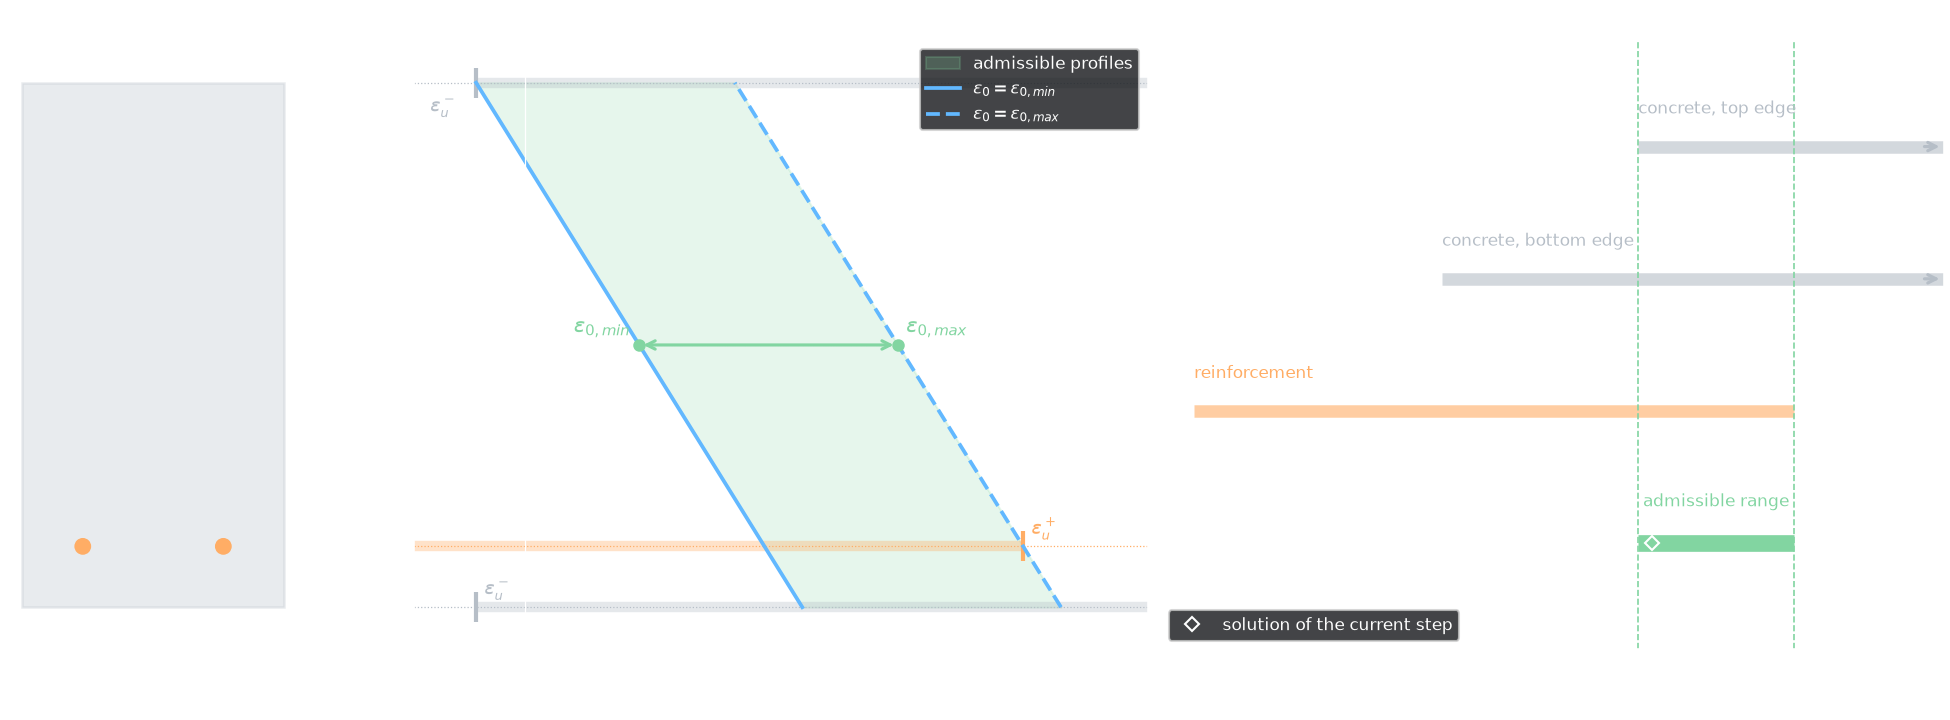 admissible profiles
ε₀ = ε₀,min
ε₀ = ε₀,max
εᵤ⁻
concrete, top edge
concrete, bottom edge
ε₀,min
ε₀,max
reinforcement
admissible range
εᵤ⁺
εᵤ⁻
solution of the current step